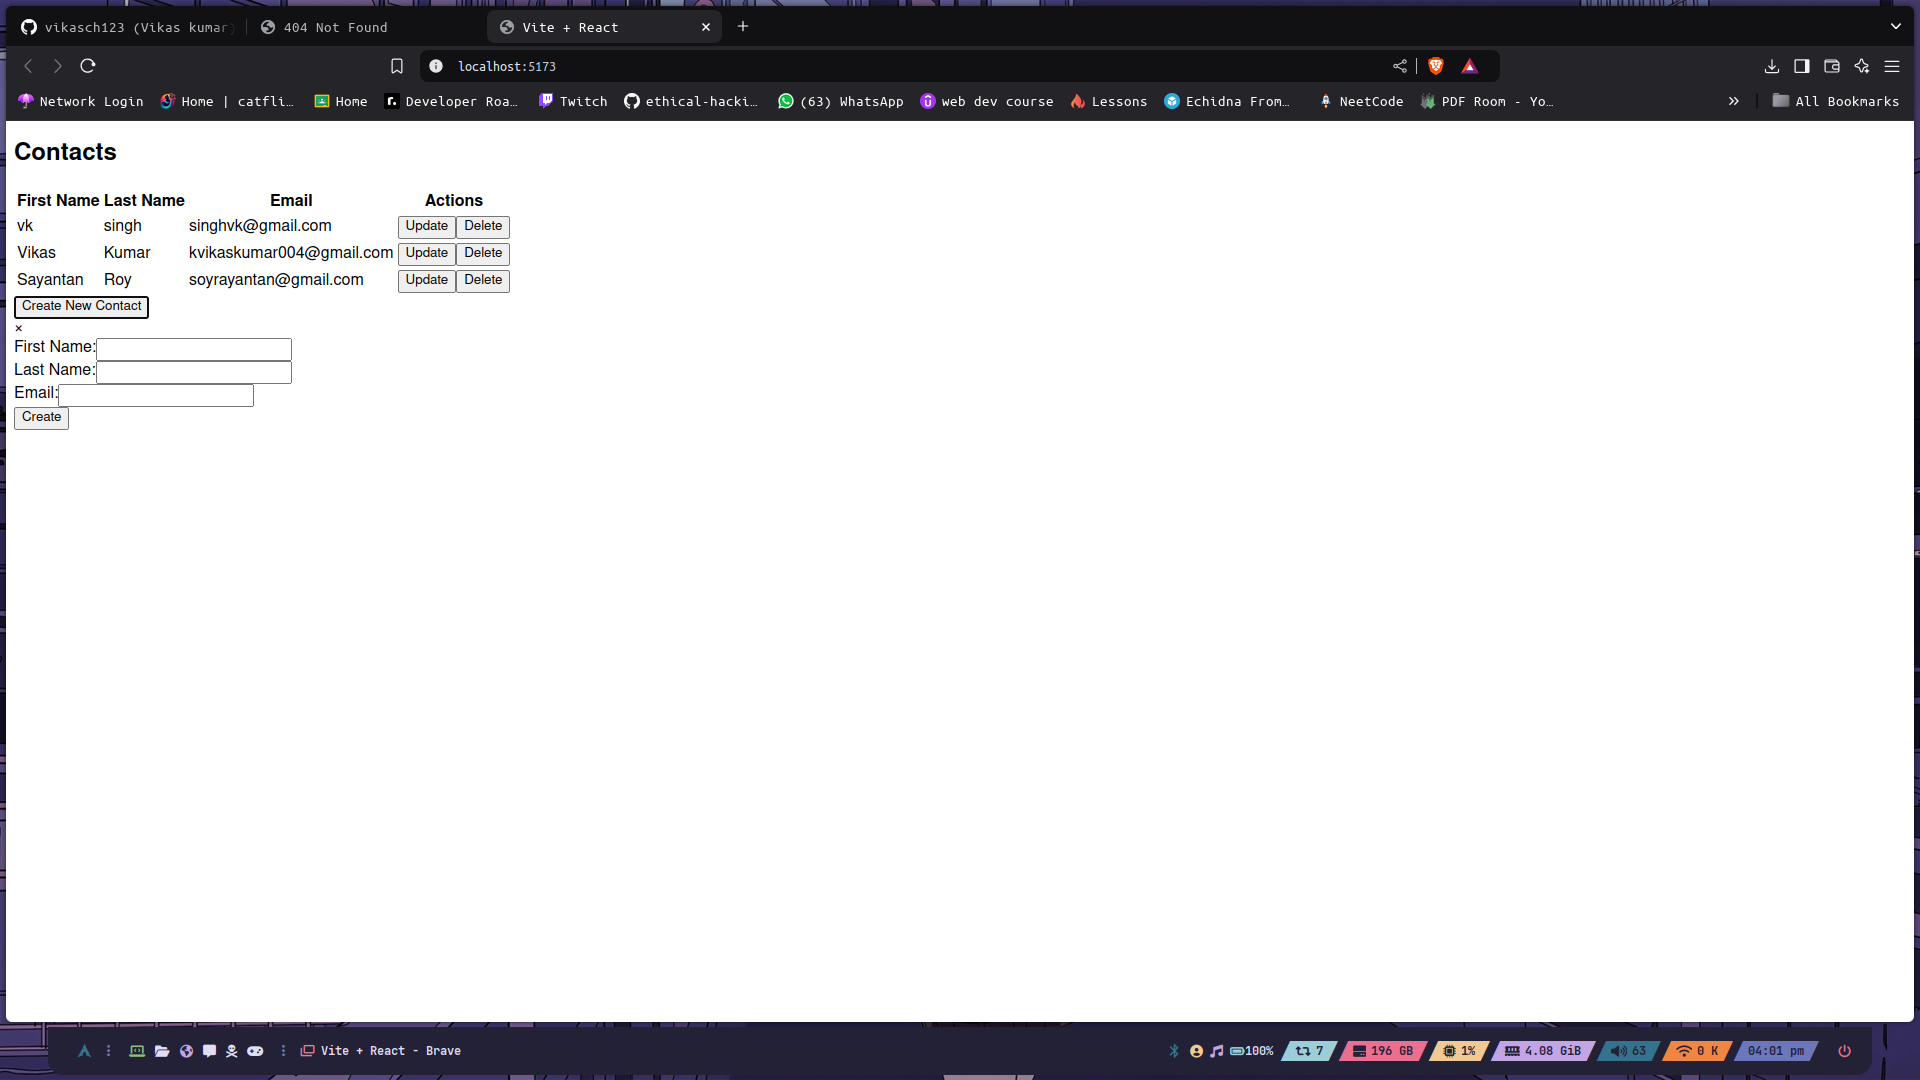 vikasch123 (Vikas kumar)
404 Not Found
Vite + React
localhost:5173
Network Login
Home | catfli...
Home
Developer Roa...
Twitch
ethical-hacki...
(63) WhatsApp
web dev course
Lessons
Echidna From...
NeetCode
PDF Room - Yo...
All Bookmarks
Contacts
First Name Last Name Email Actions
vk singh singhvk@gmail.com Update Delete
Vikas Kumar kvikaskumar004@gmail.com Update Delete
Sayantan Roy soyrayantan@gmail.com Update Delete
Create New Contact
×
First Name:
Last Name:
Email:
Create
Vite + React - Brave
100%
7
196 GB
1%
4.08 GiB
63
0 K
04:01 pm